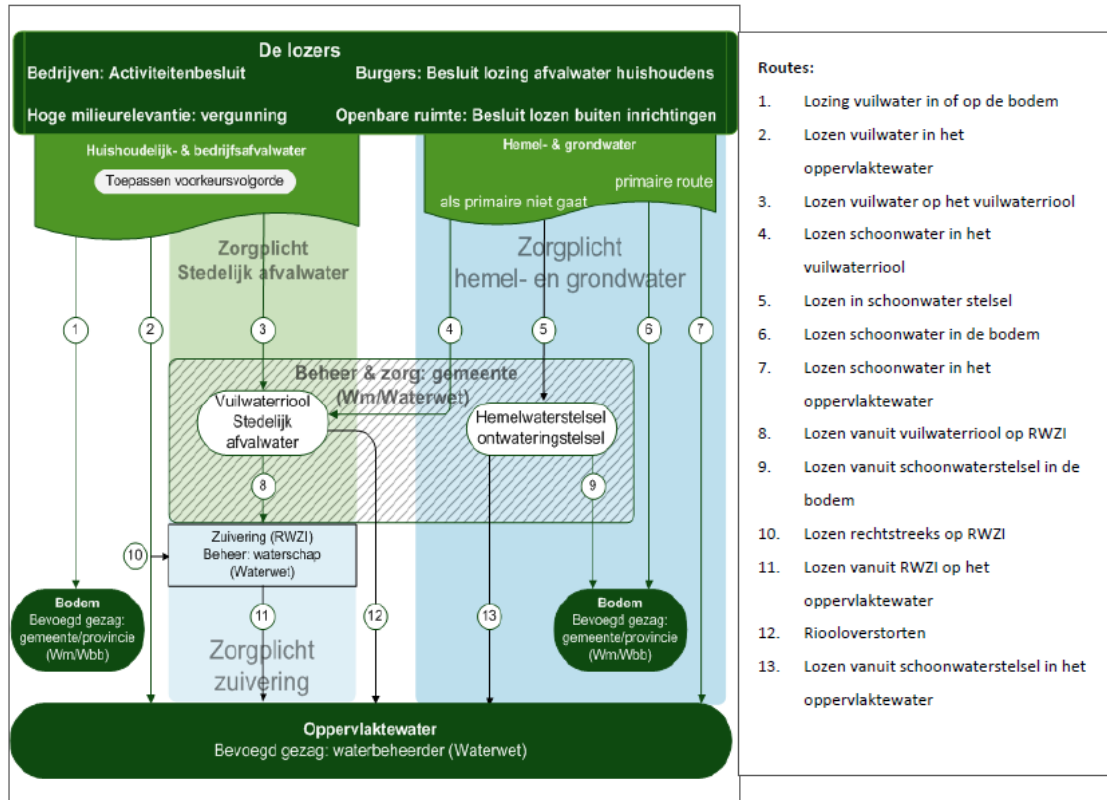 De lozers
Bedrijven: Activiteitenbesluit
Burgers: Besluit lozing afvalwater huishoudens
Hoge milieurelevantie: vergunning
Openbare ruimte: Besluit lozen buiten inrichtingen
Huishoudelijk- & bedrijfsafvalwater
Toepassen voorkeursvolgorde
Hemel- & grondwater
primaire route
als primaire niet gaat
Zorgplicht
Stedelijk afvalwater
Zorgplicht
hemel- en grondwater
1
2
3
4
5
6
7
Beheer & zorg: gemeente
(Wm/Waterwet)
Vuilwaterriool
Stedelijk
afvalwater
Hemelwaterstelsel
ontwateringstelsel
8
9
Zuivering (RWZI)
Beheer: waterschap
(Waterwet)
10
11
12
13
Bodem
Bevoegd gezag:
gemeente/provincie
(Wm/Wbb)
Bodem
Bevoegd gezag:
gemeente/provincie
(Wm/Wbb)
Zorgplicht
zuivering
Oppervlaktewater
Bevoegd gezag: waterbeheerder (Waterwet)
Routes:
1. Lozing vuilwater in of op de bodem
2. Lozen vuilwater in het
oppervlaktewater
3. Lozen vuilwater op het vuilwaterriool
4. Lozen schoonwater in het
vuilwaterriool
5. Lozen in schoonwater stelsel
6. Lozen schoonwater in de bodem
7. Lozen schoonwater in het
oppervlaktewater
8. Lozen vanuit vuilwaterriool op RWZI
9. Lozen vanuit schoonwaterstelsel in de
bodem
10. Lozen rechtstreeks op RWZI
11. Lozen vanuit RWZI op het
oppervlaktewater
12. Riooloverstorten
13. Lozen vanuit schoonwaterstelsel in het
oppervlaktewater